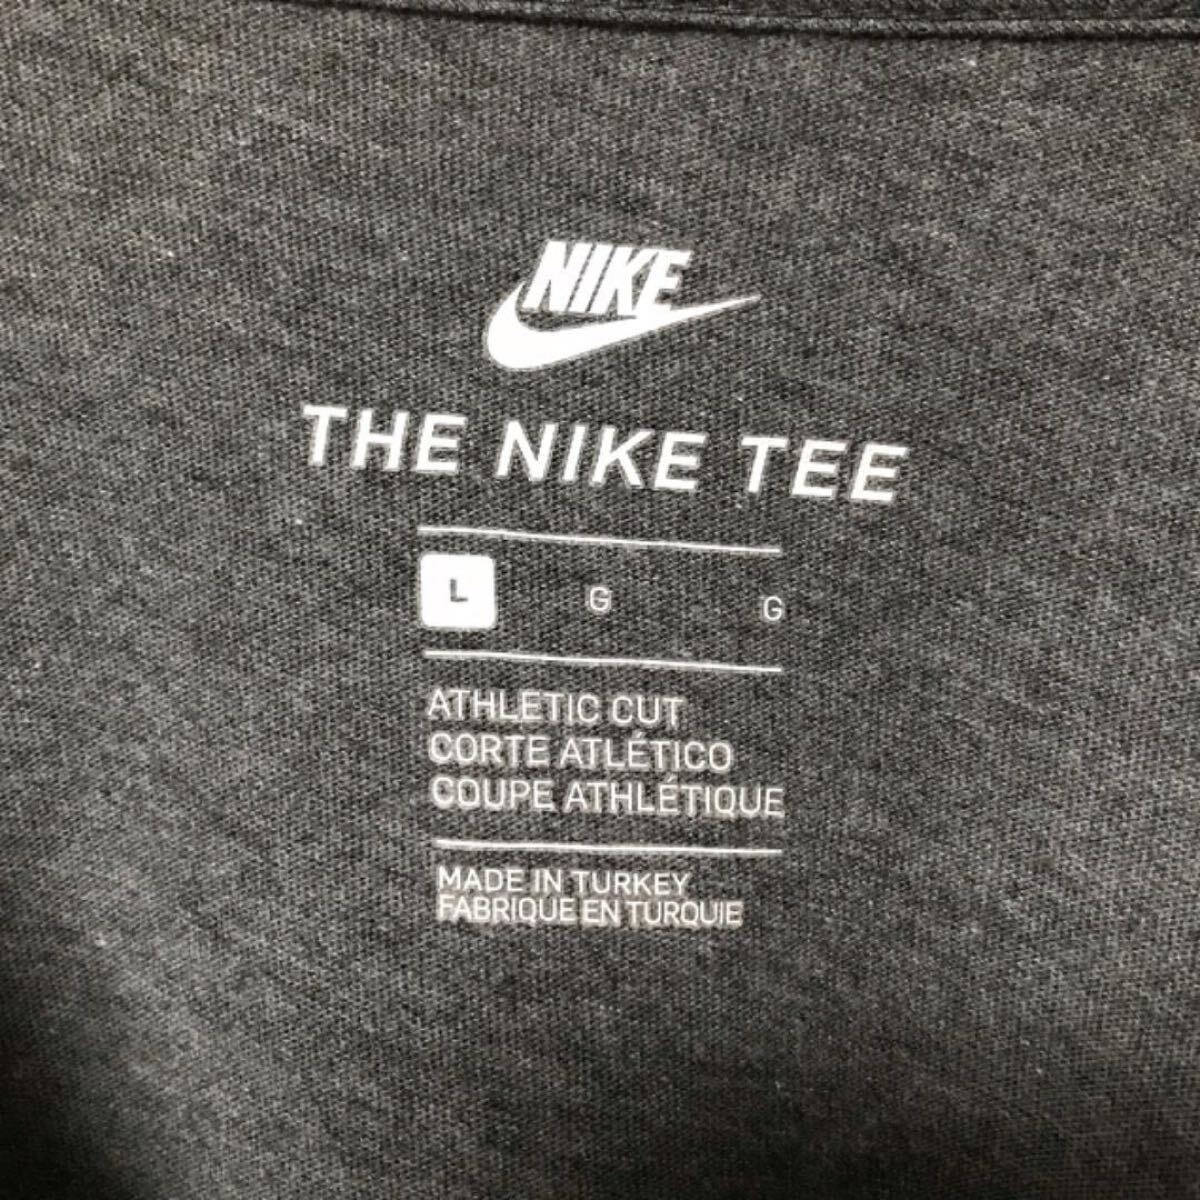 NIKE
THE NIKE TEE
L G G
ATHLETIC CUT
CORTE ATLÉTICO
COUPE ATHLÉTIQUE
MADE IN TURKEY
FABRIQUE EN TURQUIE